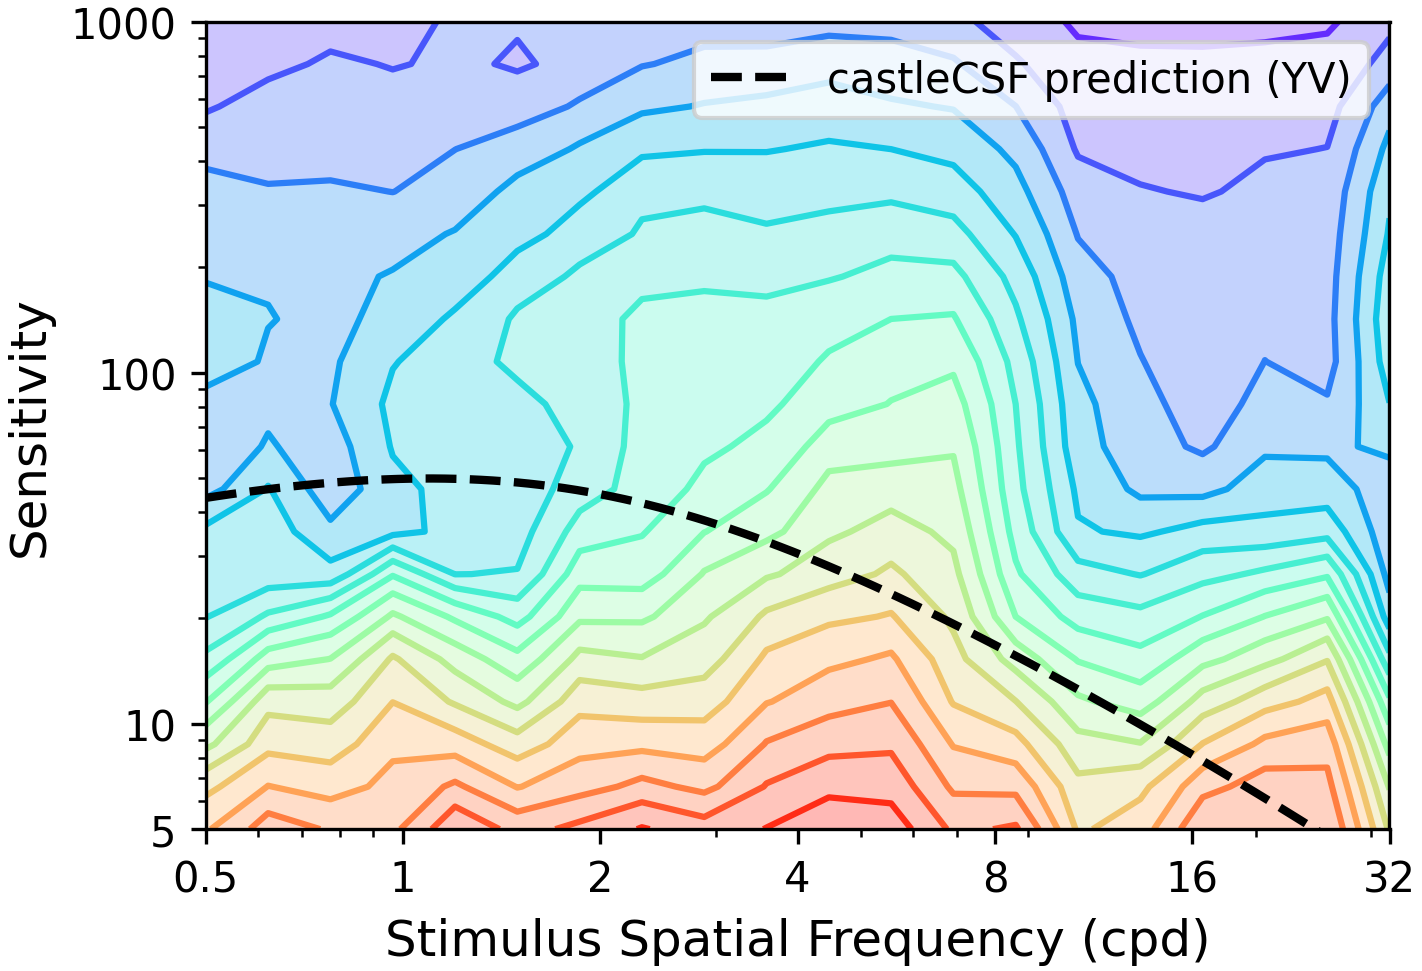 1000
castleCSF prediction (YV)
Sensitivity
100
10
5
0.5 1 2 4 8 16 32
Stimulus Spatial Frequency (cpd)